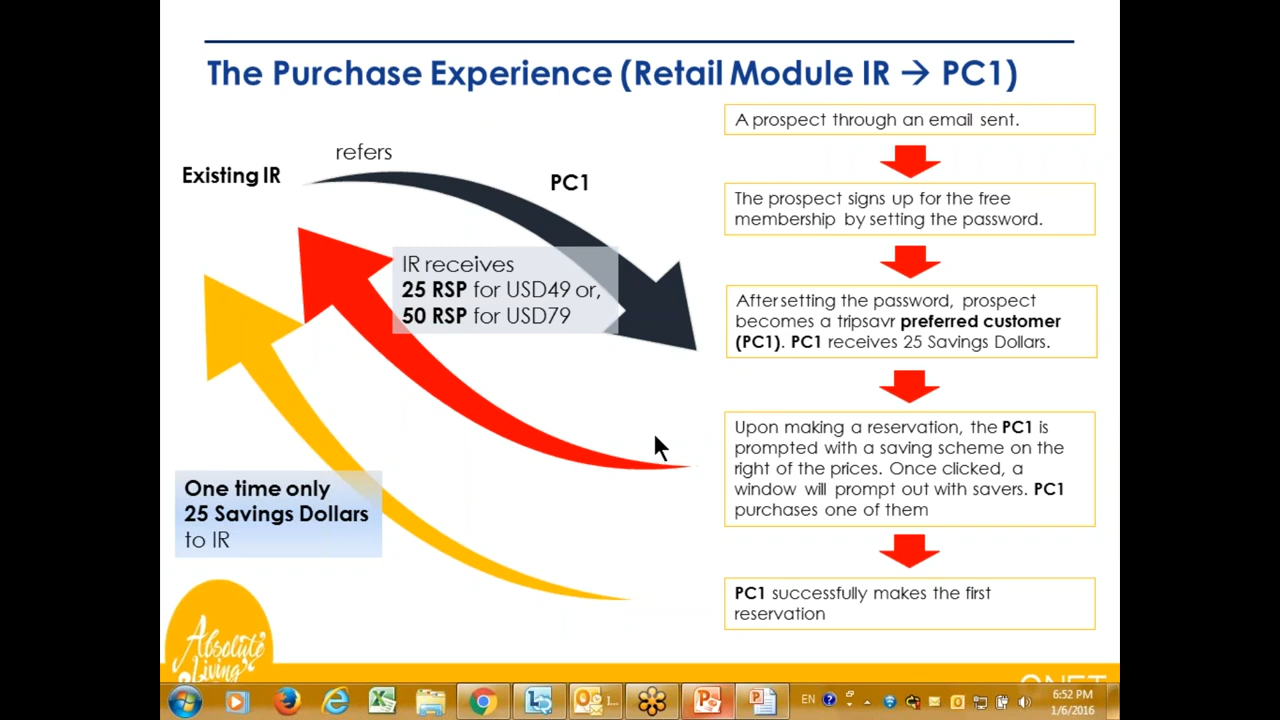 The Purchase Experience (Retail Module IR → PC1)
refers
Existing IR
PC1
IR receives
25 RSP for USD49 or,
50 RSP for USD79
One time only
25 Savings Dollars
to IR
A prospect through an email sent.
The prospect signs up for the free
membership by setting the password.
After setting the password, prospect
becomes a tripsavr preferred customer
(PC1). PC1 receives 25 Savings Dollars.
Upon making a reservation, the PC1 is
prompted with a saving scheme on the
right of the prices. Once clicked, a
window will prompt out with savers. PC1
purchases one of them
PC1 successfully makes the first
reservation
Absolute
Living
EN
6:52 PM
1/6/2016